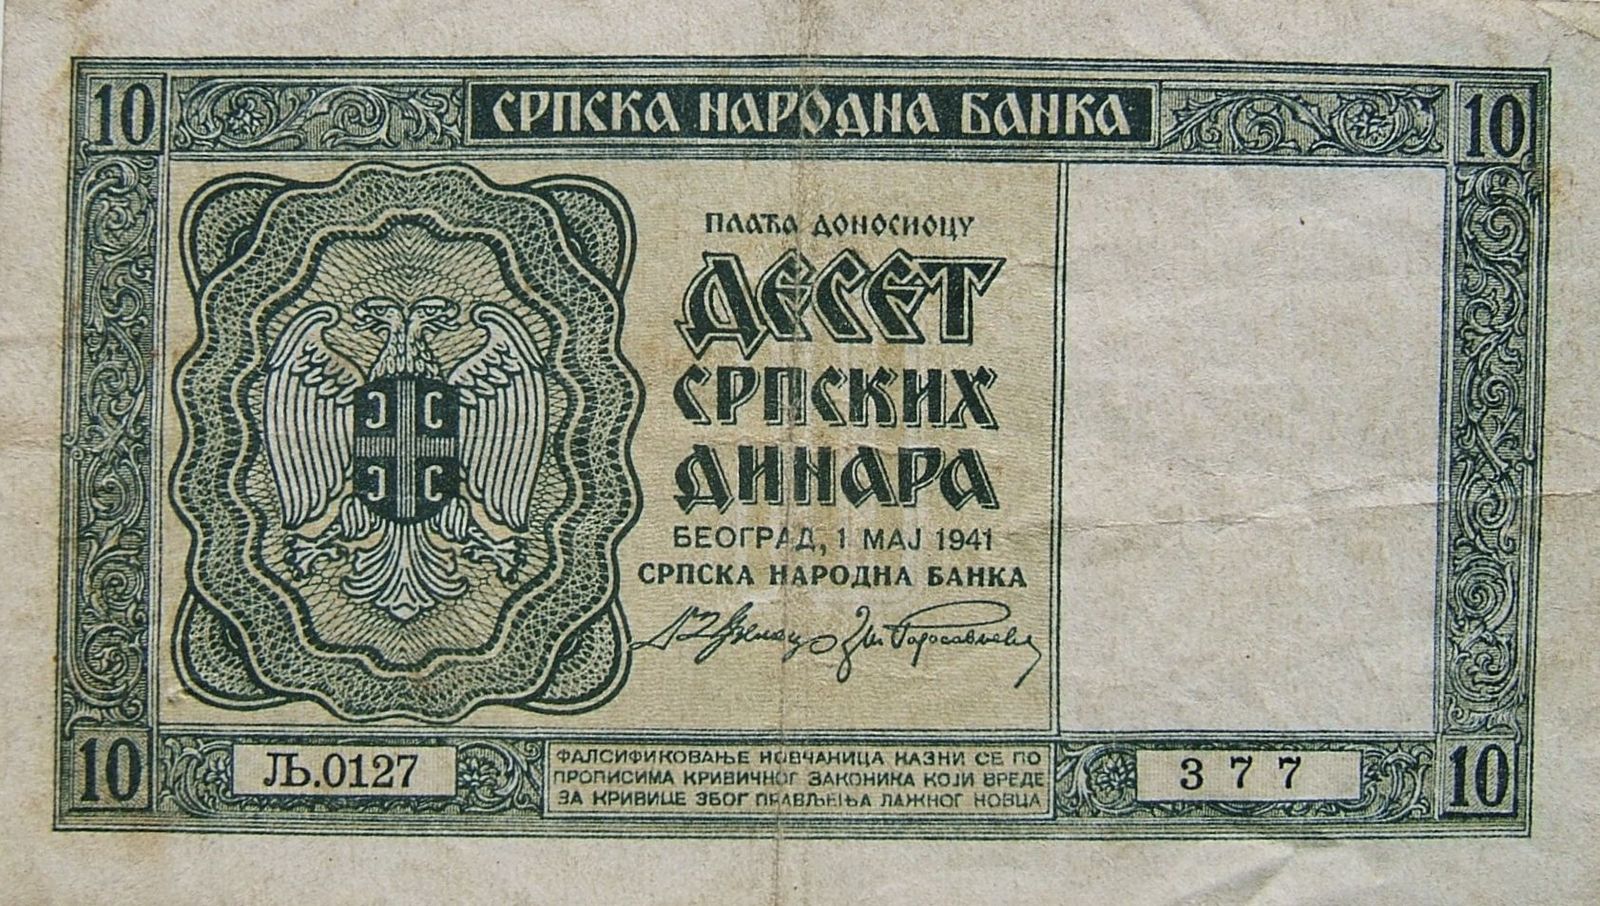 10 СРПСКА НАРОДНА БАНКА 10
ПЛАЋА ДОНОСИОЦУ
ДЕСЕТ
СРПСКИХ
ДИНАРА
БЕОГРАД, 1 МАЈ 1941
СРПСКА НАРОДНА БАНКА
10 Љ.0127
ФАЛСИФИКОВАЊЕ НОВЧАНИЦА КАЗНИ СЕ ПО
ПРОПИСИМА КРИВИЧНОГ ЗАКОНИКА КОЈИ ВРЕДЕ
ЗА КРИВИЦЕ ЗБОГ ПРАВЉЕЊА ЛАЖНОГ НОВЦА
377 10